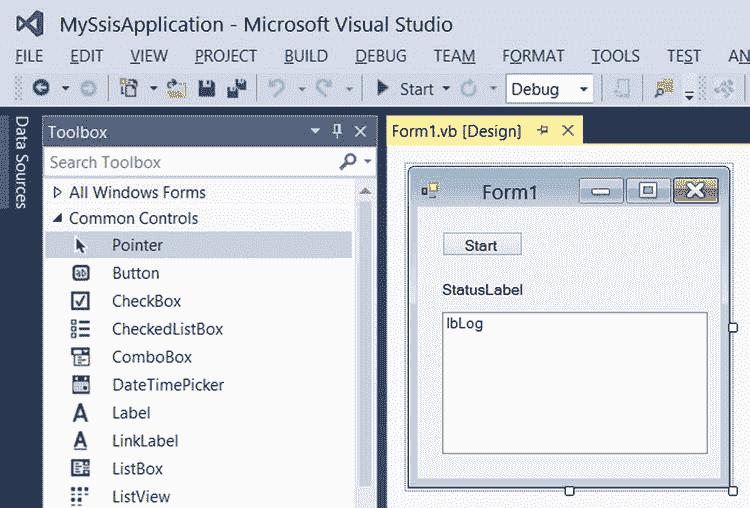 MySsisApplication - Microsoft Visual Studio
FILE EDIT VIEW PROJECT BUILD DEBUG TEAM FORMAT TOOLS TEST AN
Start Debug
Data Sources
Toolbox
Search Toolbox
All Windows Forms
Common Controls
Pointer
Button
CheckBox
CheckedListBox
ComboBox
DateTimePicker
Label
LinkLabel
ListBox
ListView
Form1.vb [Design]
Form1
Start
StatusLabel
lbLog